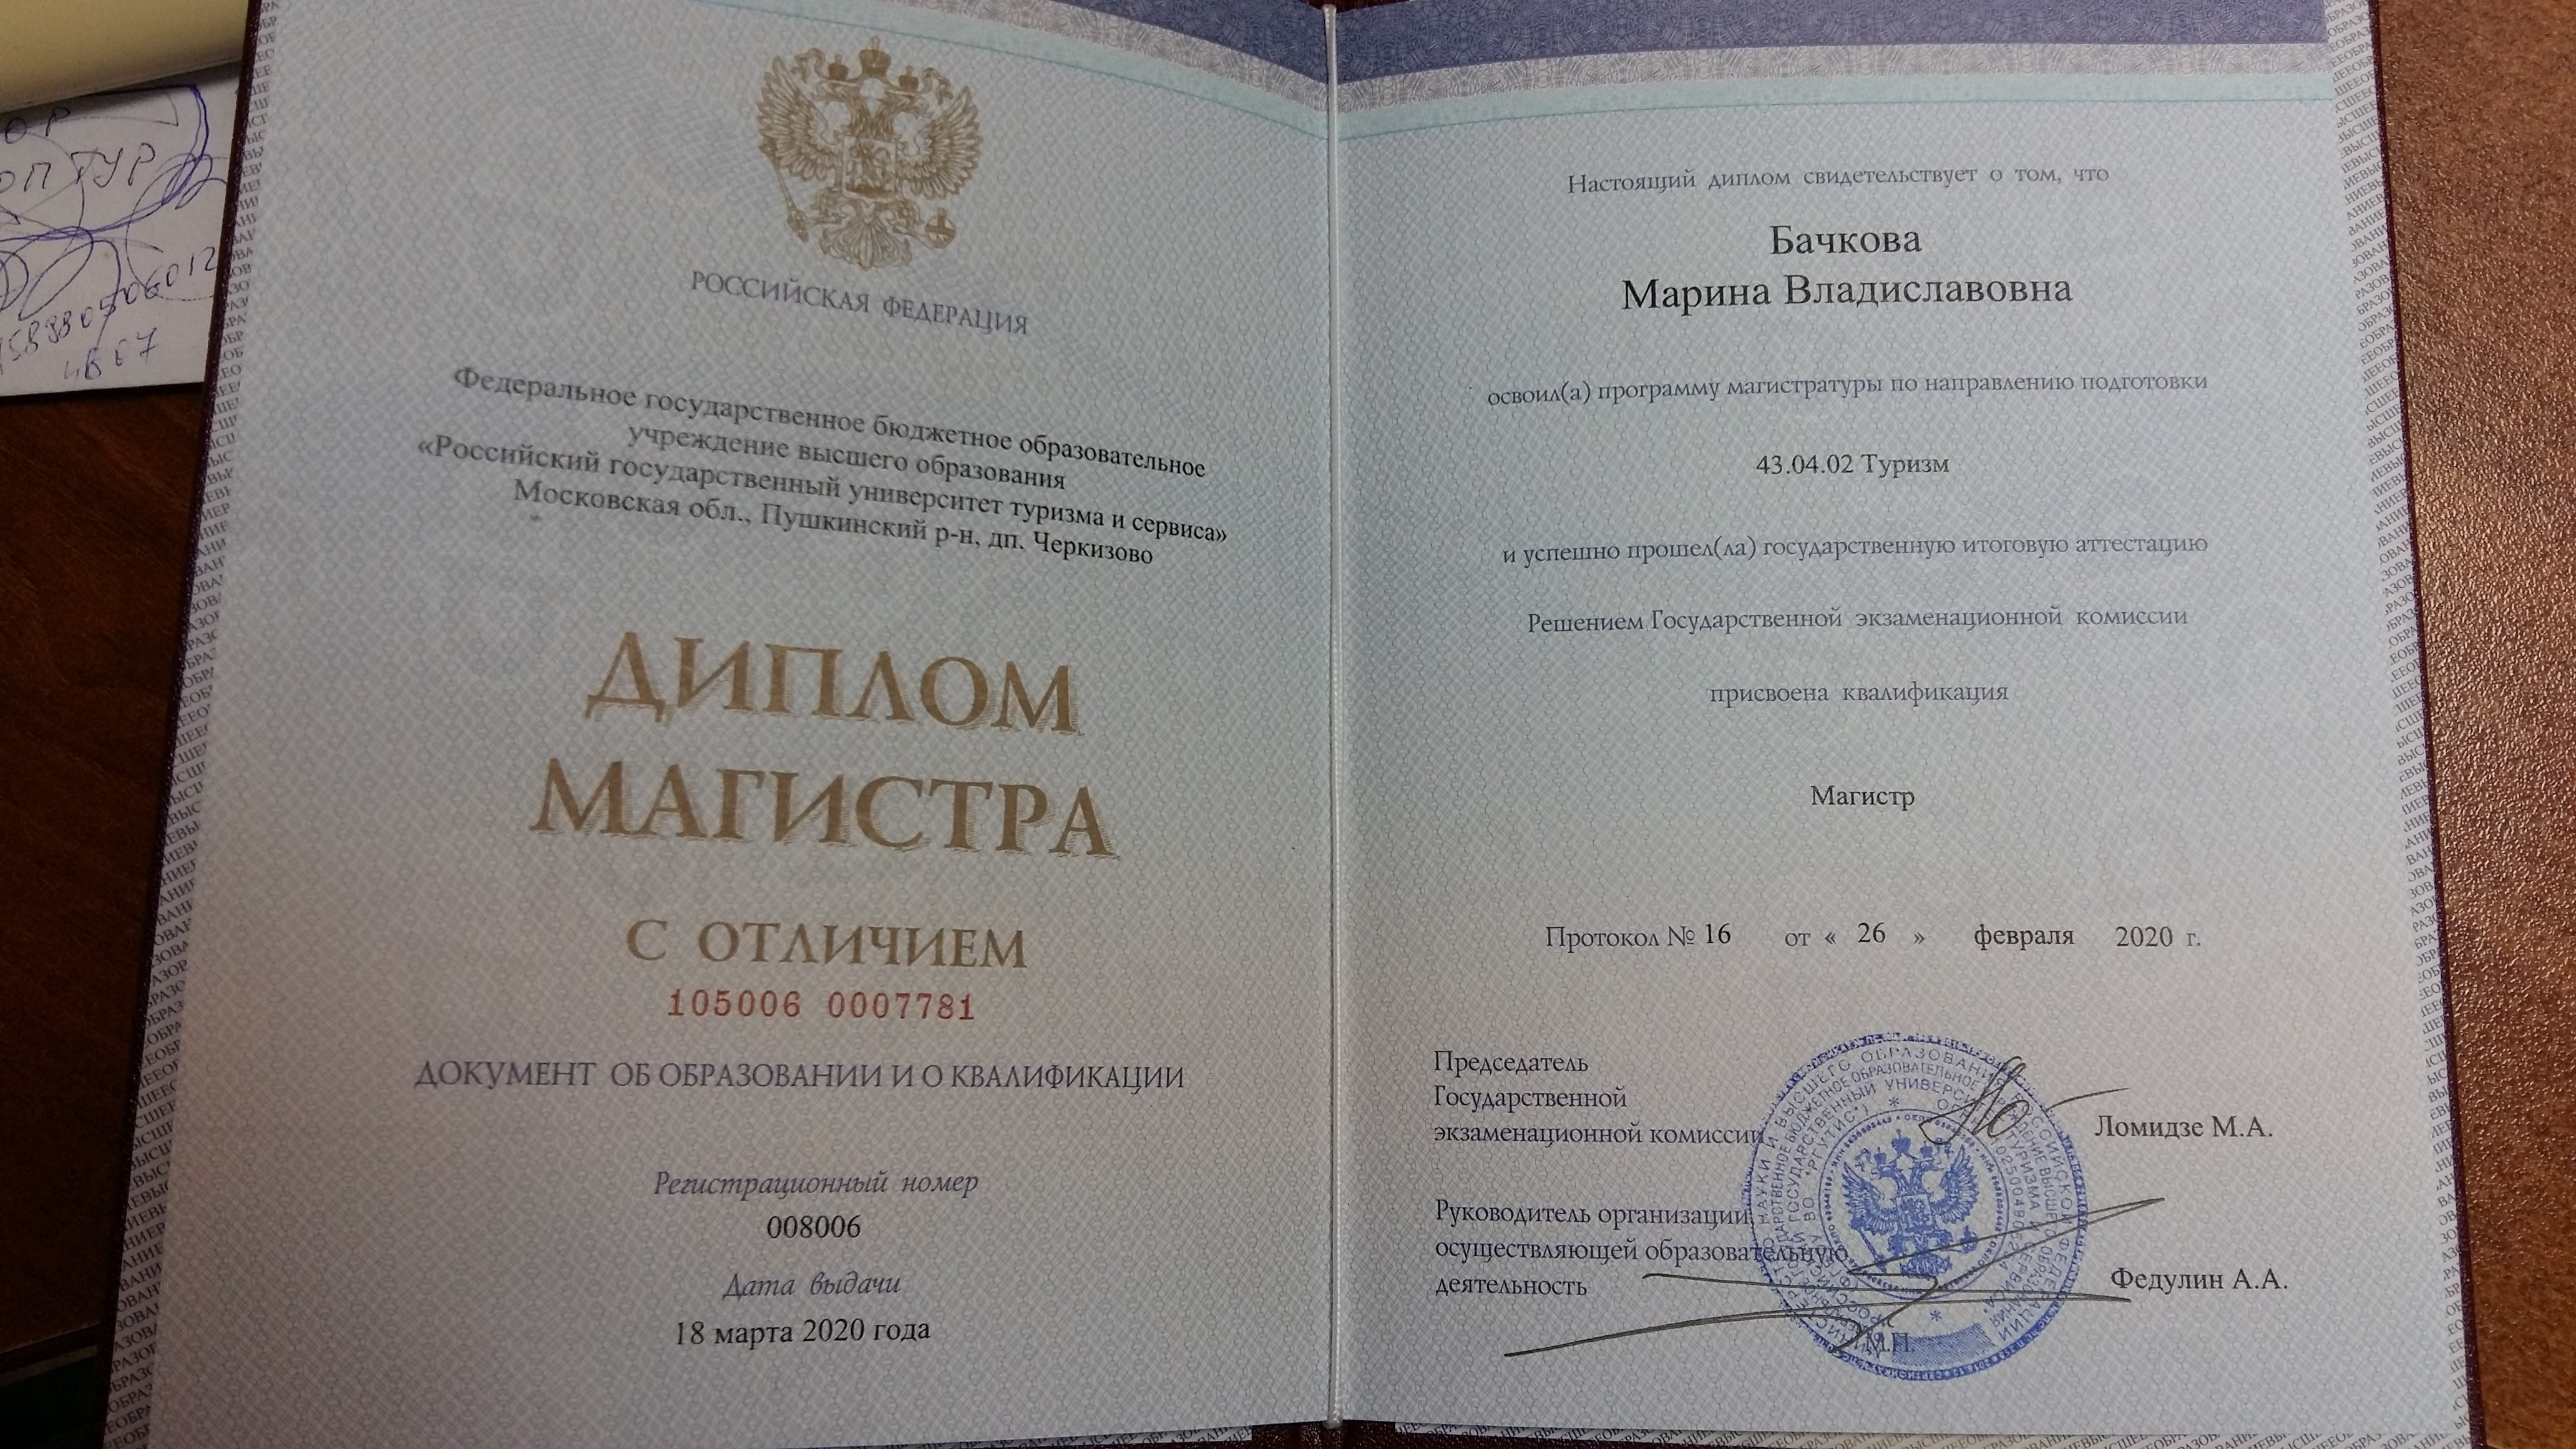 РОССИЙСКАЯ ФЕДЕРАЦИЯ
Федеральное государственное бюджетное образовательное
учреждение высшего образования
«Российский государственный университет туризма и сервиса»
Московская обл., Пушкинский р-н, дп. Черкизово
ДИПЛОМ
МАГИСТРА
С ОТЛИЧИЕМ
105006 0007781
ДОКУМЕНТ ОБ ОБРАЗОВАНИИ И О КВАЛИФИКАЦИИ
Регистрационный номер
008006
Дата выдачи
18 марта 2020 года
Настоящий диплом свидетельствует о том, что
Бачкова
Марина Владиславовна
освоил(а) программу магистратуры по направлению подготовки
43.04.02 Туризм
и успешно прошел(ла) государственную итоговую аттестацию
Решением Государственной экзаменационной комиссии
присвоена квалификация
Магистр
Протокол № 16 от « 26 » февраля 2020 г.
Председатель
Государственной
экзаменационной комиссии
Ломидзе М.А.
Руководитель организации,
осуществляющей образовательную
деятельность
Федулин А.А.
М.П.